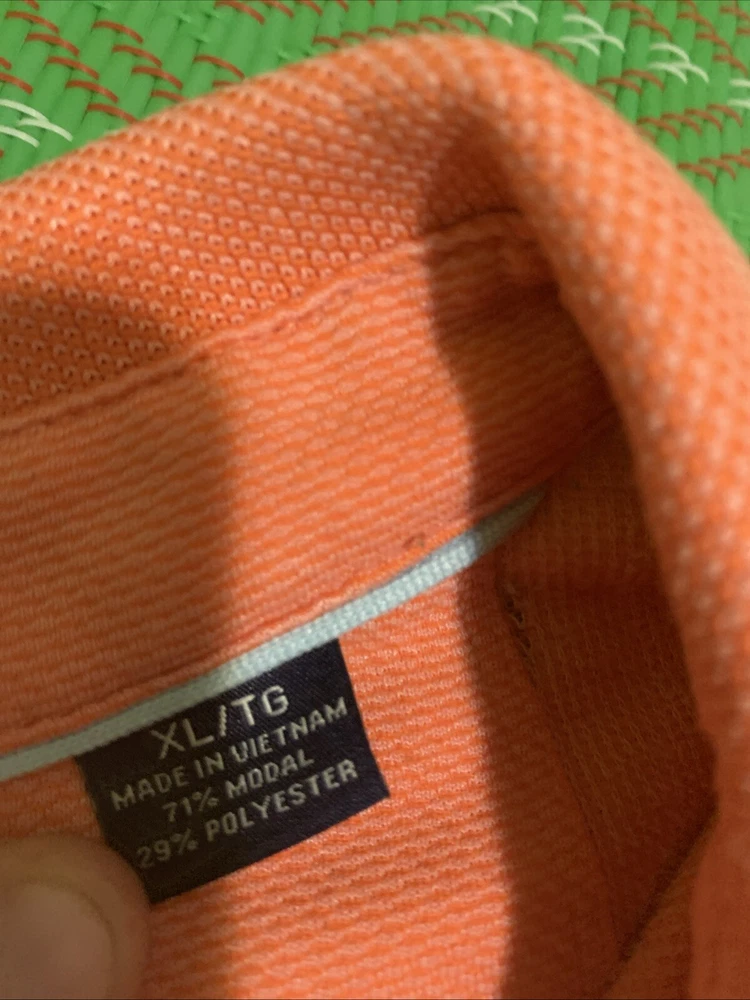 XL/TG
MADE IN VIETNAM
71% MODAL
29% POLYESTER